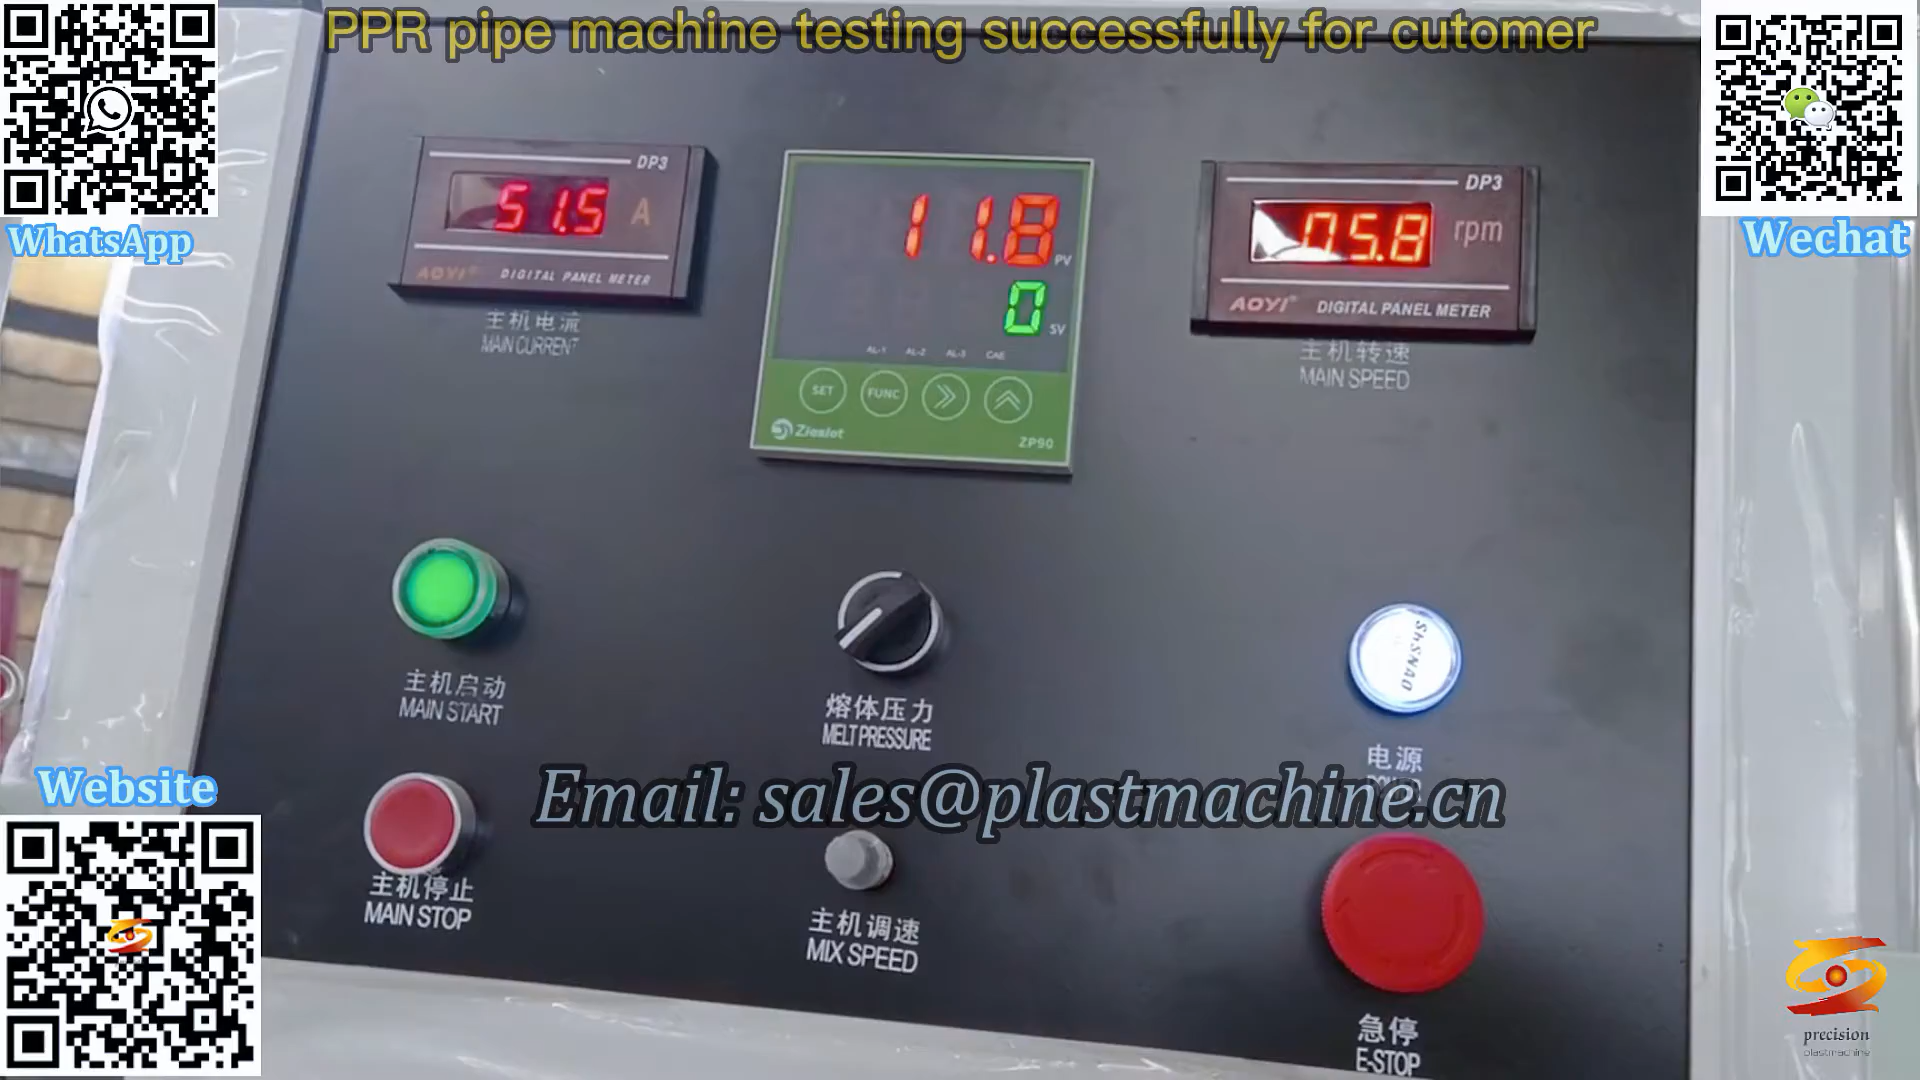 PPR pipe machine testing successfully for cutomer
WhatsApp
Wechat
DP3
51.5 A
AOYI® DIGITAL PANEL METER
主机电流
MAIN CURRENT
11.8 PV
0 SV
AL-1 AL-2 AL-3 CAE
SET FUNC
Zieslot
ZP90
DP3
05.8 rpm
AOYI® DIGITAL PANEL METER
主机转速
MAIN SPEED
主机启动
MAIN START
熔体压力
MELT PRESSURE
电源
Website
Email: sales@plastmachine.cn
主机停止
MAIN STOP
主机调速
MIX SPEED
急停
E-STOP
precision
plastmachine